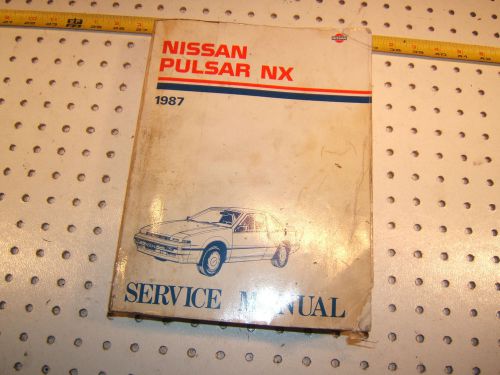 NISSAN
PULSAR NX
1987
SERVICE MANUAL